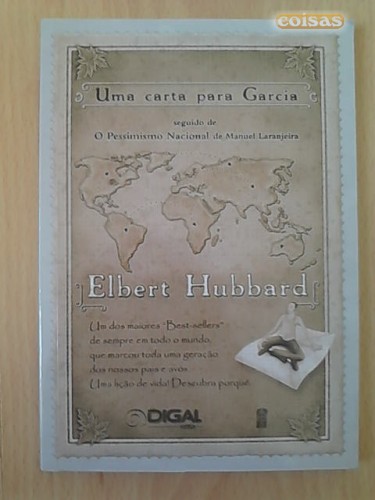 coisas
Uma carta para Garcia
seguido de
O Pessimismo Nacional de Manuel Laranjeira
Elbert Hubbard
Um dos maiores "Best-sellers"
de sempre em todo o mundo,
que marcou toda uma geração
dos nossos pais e avós.
Uma lição de vida! Descubra porquê!
DIGAL